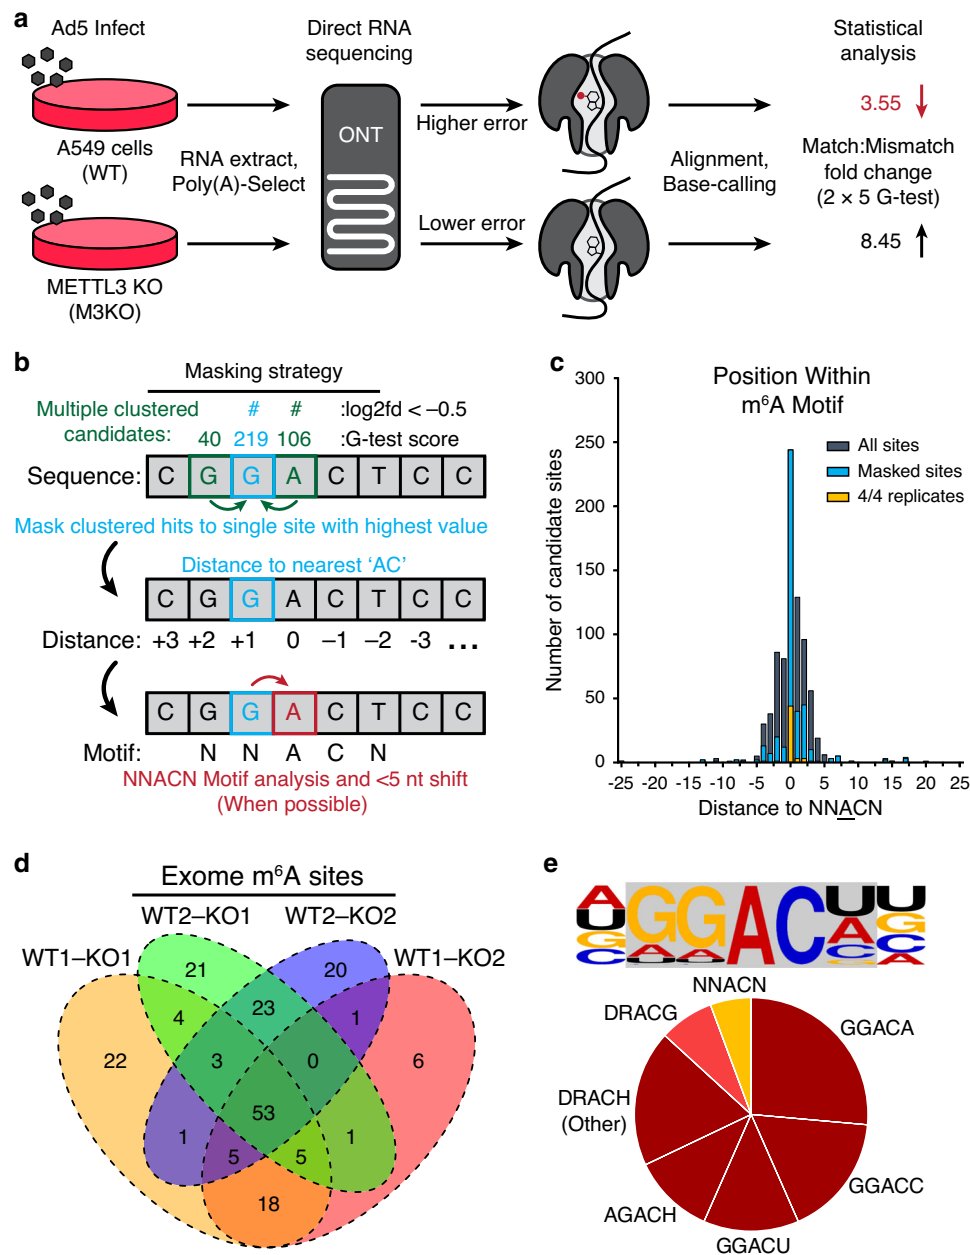 a
Ad5 Infect
A549 cells
(WT)
METTL3 KO
(M3KO)
RNA extract,
Poly(A)-Select
Direct RNA
sequencing
ONT
Higher error
Lower error
Alignment,
Base-calling
Statistical
analysis
3.55
Match:Mismatch
fold change
(2 × 5 G-test)
8.45
b
Masking strategy
Multiple clustered
candidates:
# # :log2fd < –0.5
40 219 106 :G-test score
Sequence: C G G A C T C C
Mask clustered hits to single site with highest value
Distance to nearest ‘AC’
C G G A C T C C
Distance: +3 +2 +1 0 –1 –2 -3 ...
C G G A C T C C
Motif: N N A C N
NNACN Motif analysis and <5 nt shift
(When possible)
c
Position Within
m⁶A Motif
All sites
Masked sites
4/4 replicates
Number of candidate sites
300
250
200
150
100
50
0
-25 -20 -15 -10 -5 0 5 10 15 20 25
Distance to NNACN
d
Exome m⁶A sites
WT2–KO1 WT2–KO2
WT1–KO1 WT1–KO2
21 20
4 23 1
22 3 0 6
53
1 1
5 5
18
e
A U G C
G A U
G A U
A
C
U A C G
U G C A
NNACN
DRACG
GGACA
DRACH
(Other)
GGACC
AGACH
GGACU